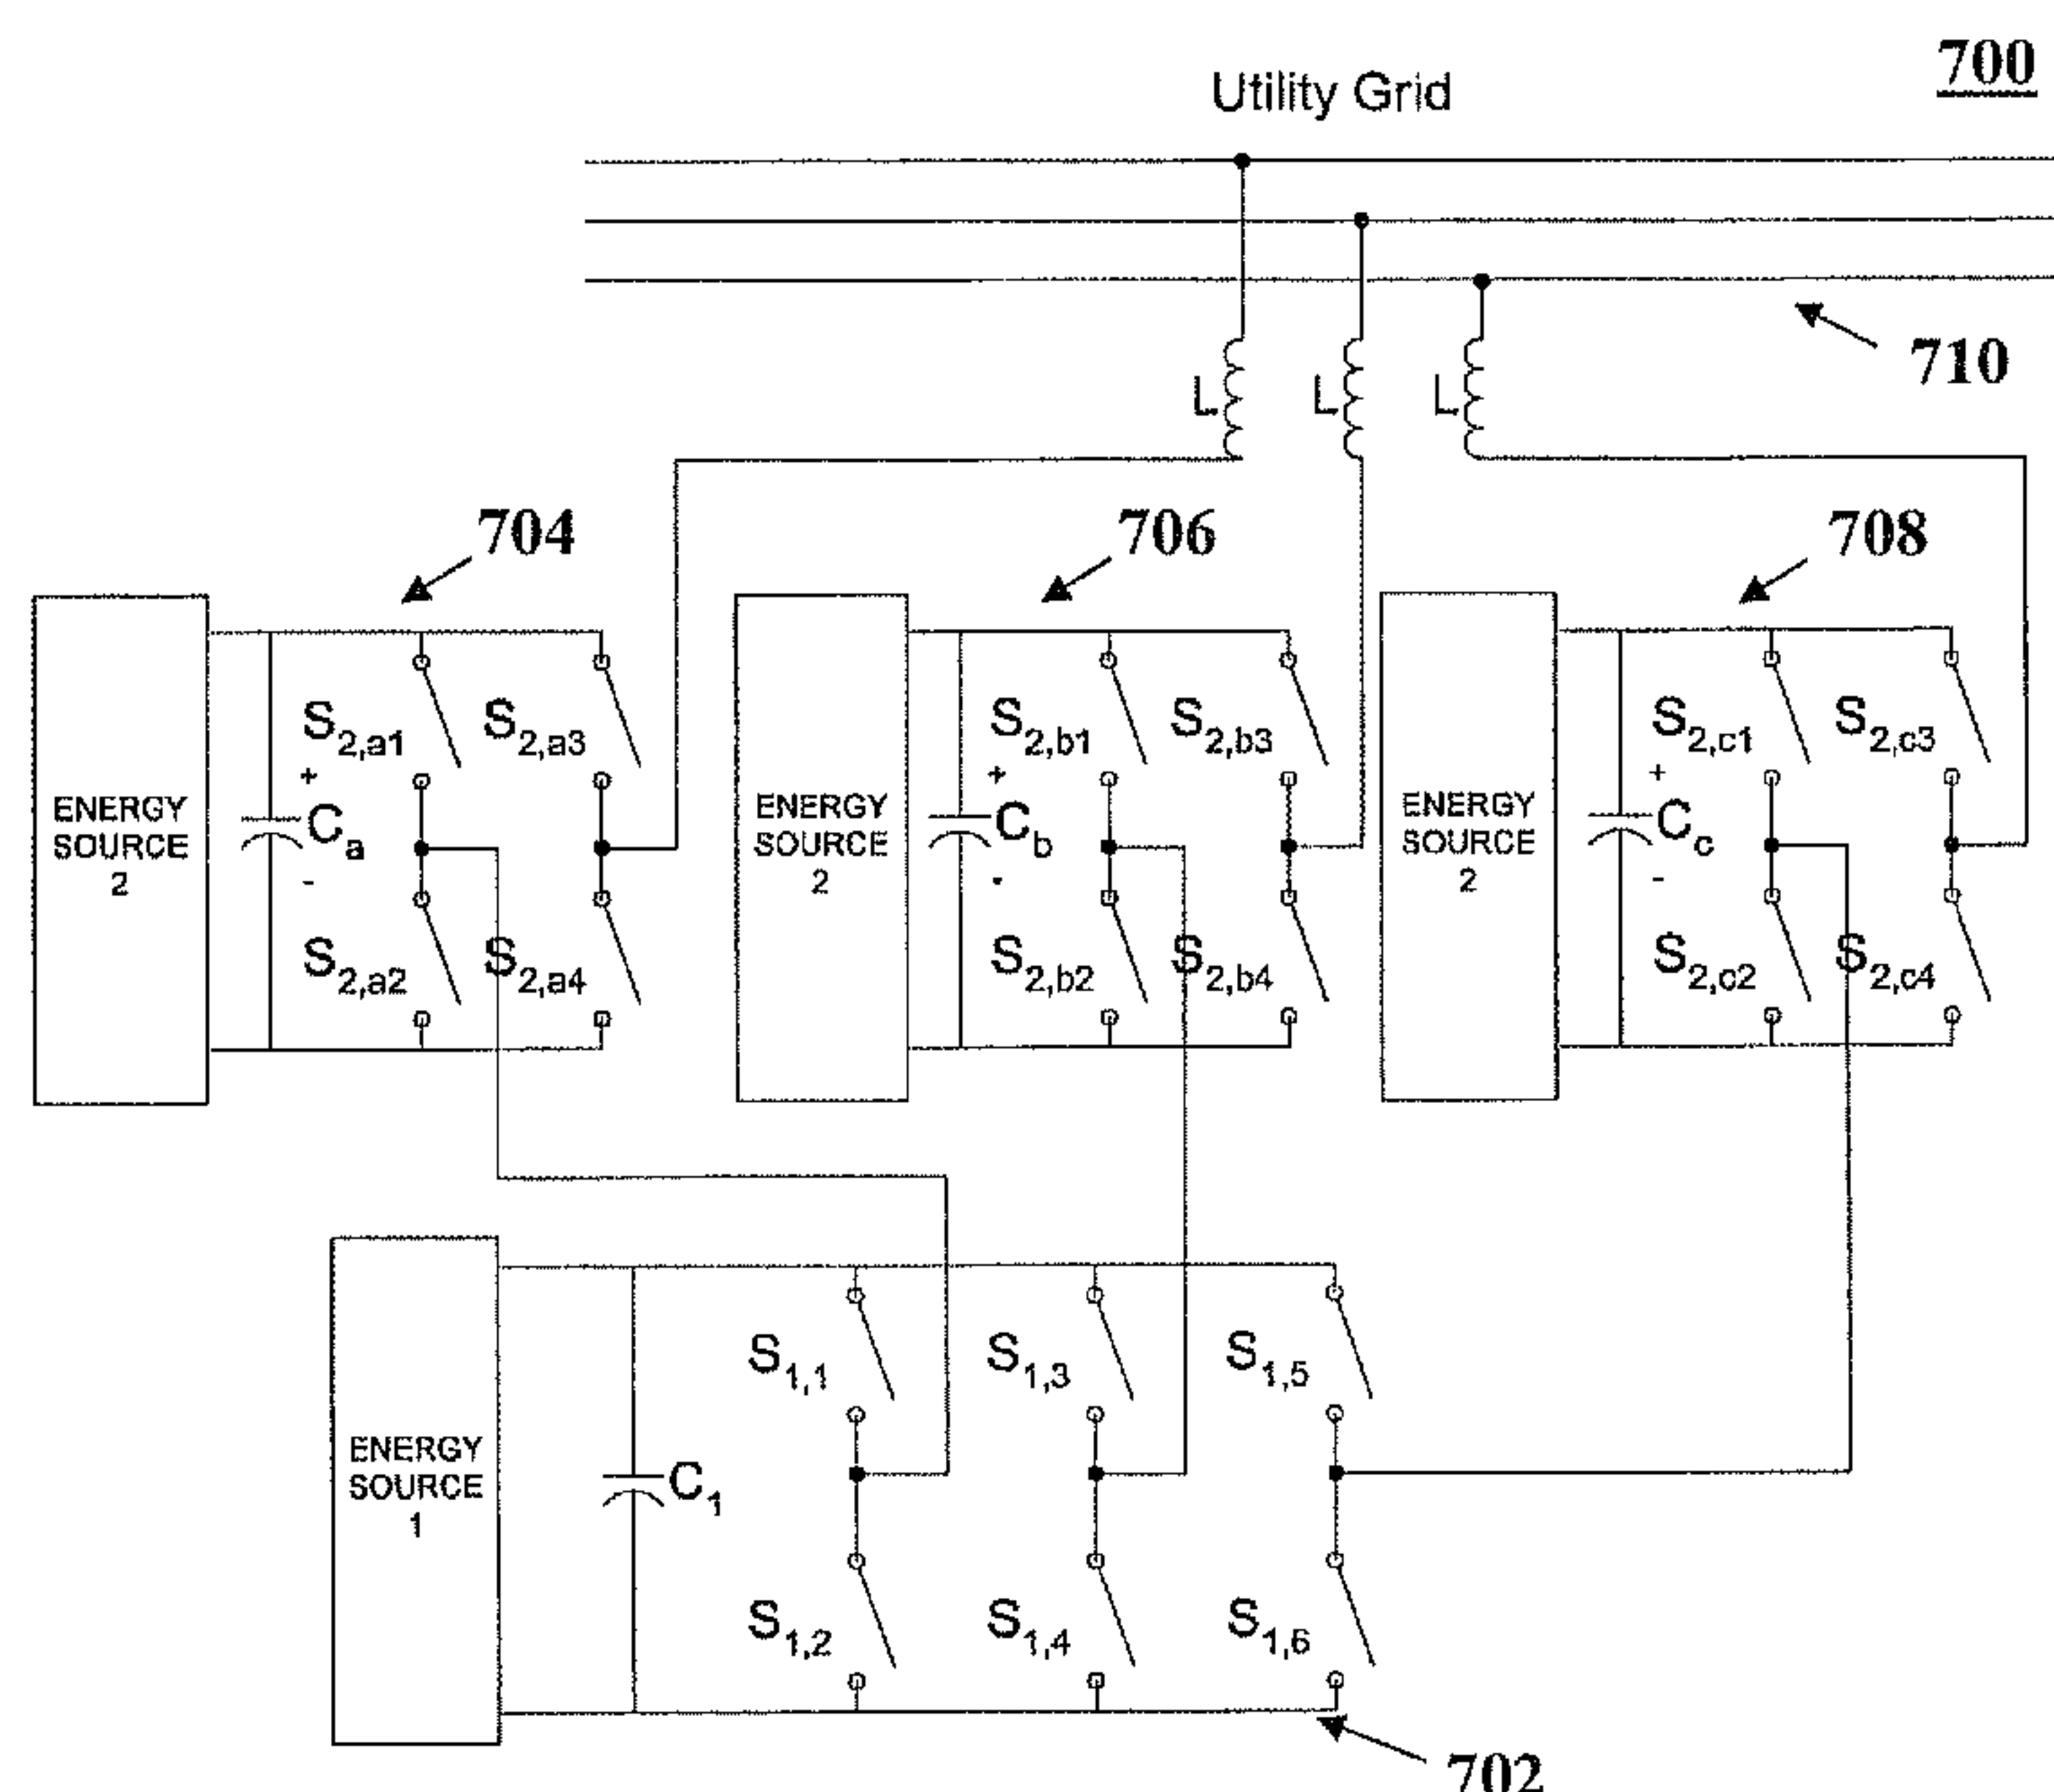 700
Utility Grid
710
L L L
704
706
708
ENERGY
SOURCE
2
S2,a1
S2,a3
+
Ca
-
S2,a2
S2,a4
ENERGY
SOURCE
2
S2,b1
S2,b3
+
Cb
-
S2,b2
S2,b4
ENERGY
SOURCE
2
S2,c1
S2,c3
+
Cc
-
S2,c2
S2,c4
ENERGY
SOURCE
1
C1
S1,1
S1,3
S1,5
S1,2
S1,4
S1,6
702